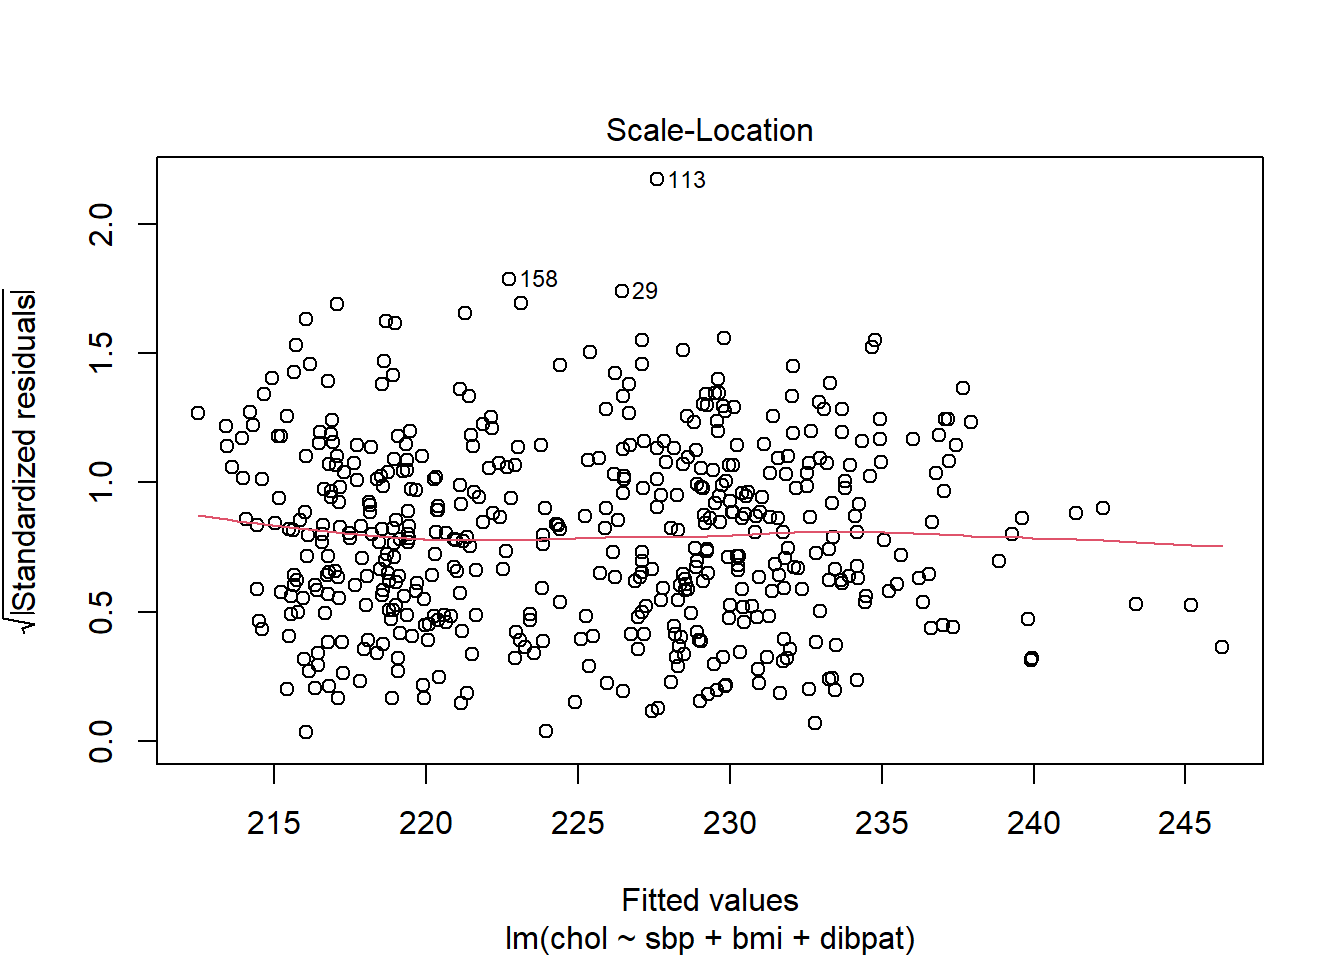 Scale-Location
113
158
29
√|Standardized residuals|
2.0
1.5
1.0
0.5
0.0
215 220 225 230 235 240 245
Fitted values
lm(chol ~ sbp + bmi + dibpat)